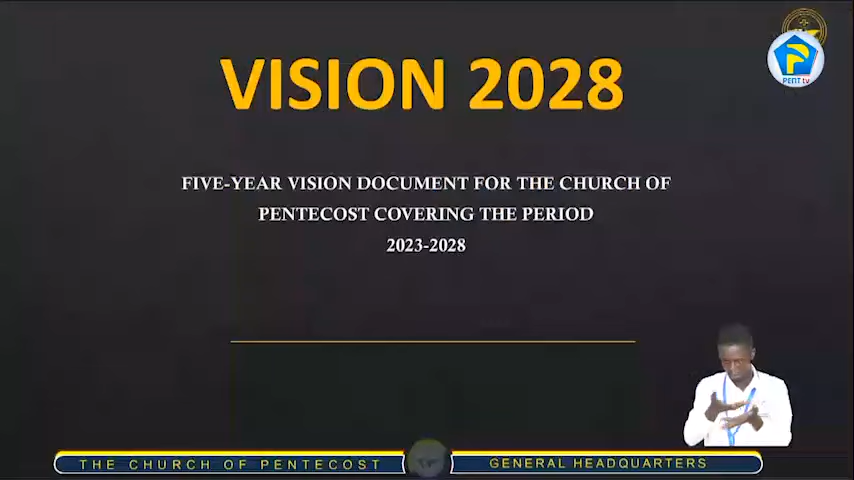 VISION 2028
PENT tv
FIVE-YEAR VISION DOCUMENT FOR THE CHURCH OF
PENTECOST COVERING THE PERIOD
2023-2028
THE CHURCH OF PENTECOST
GENERAL HEADQUARTERS